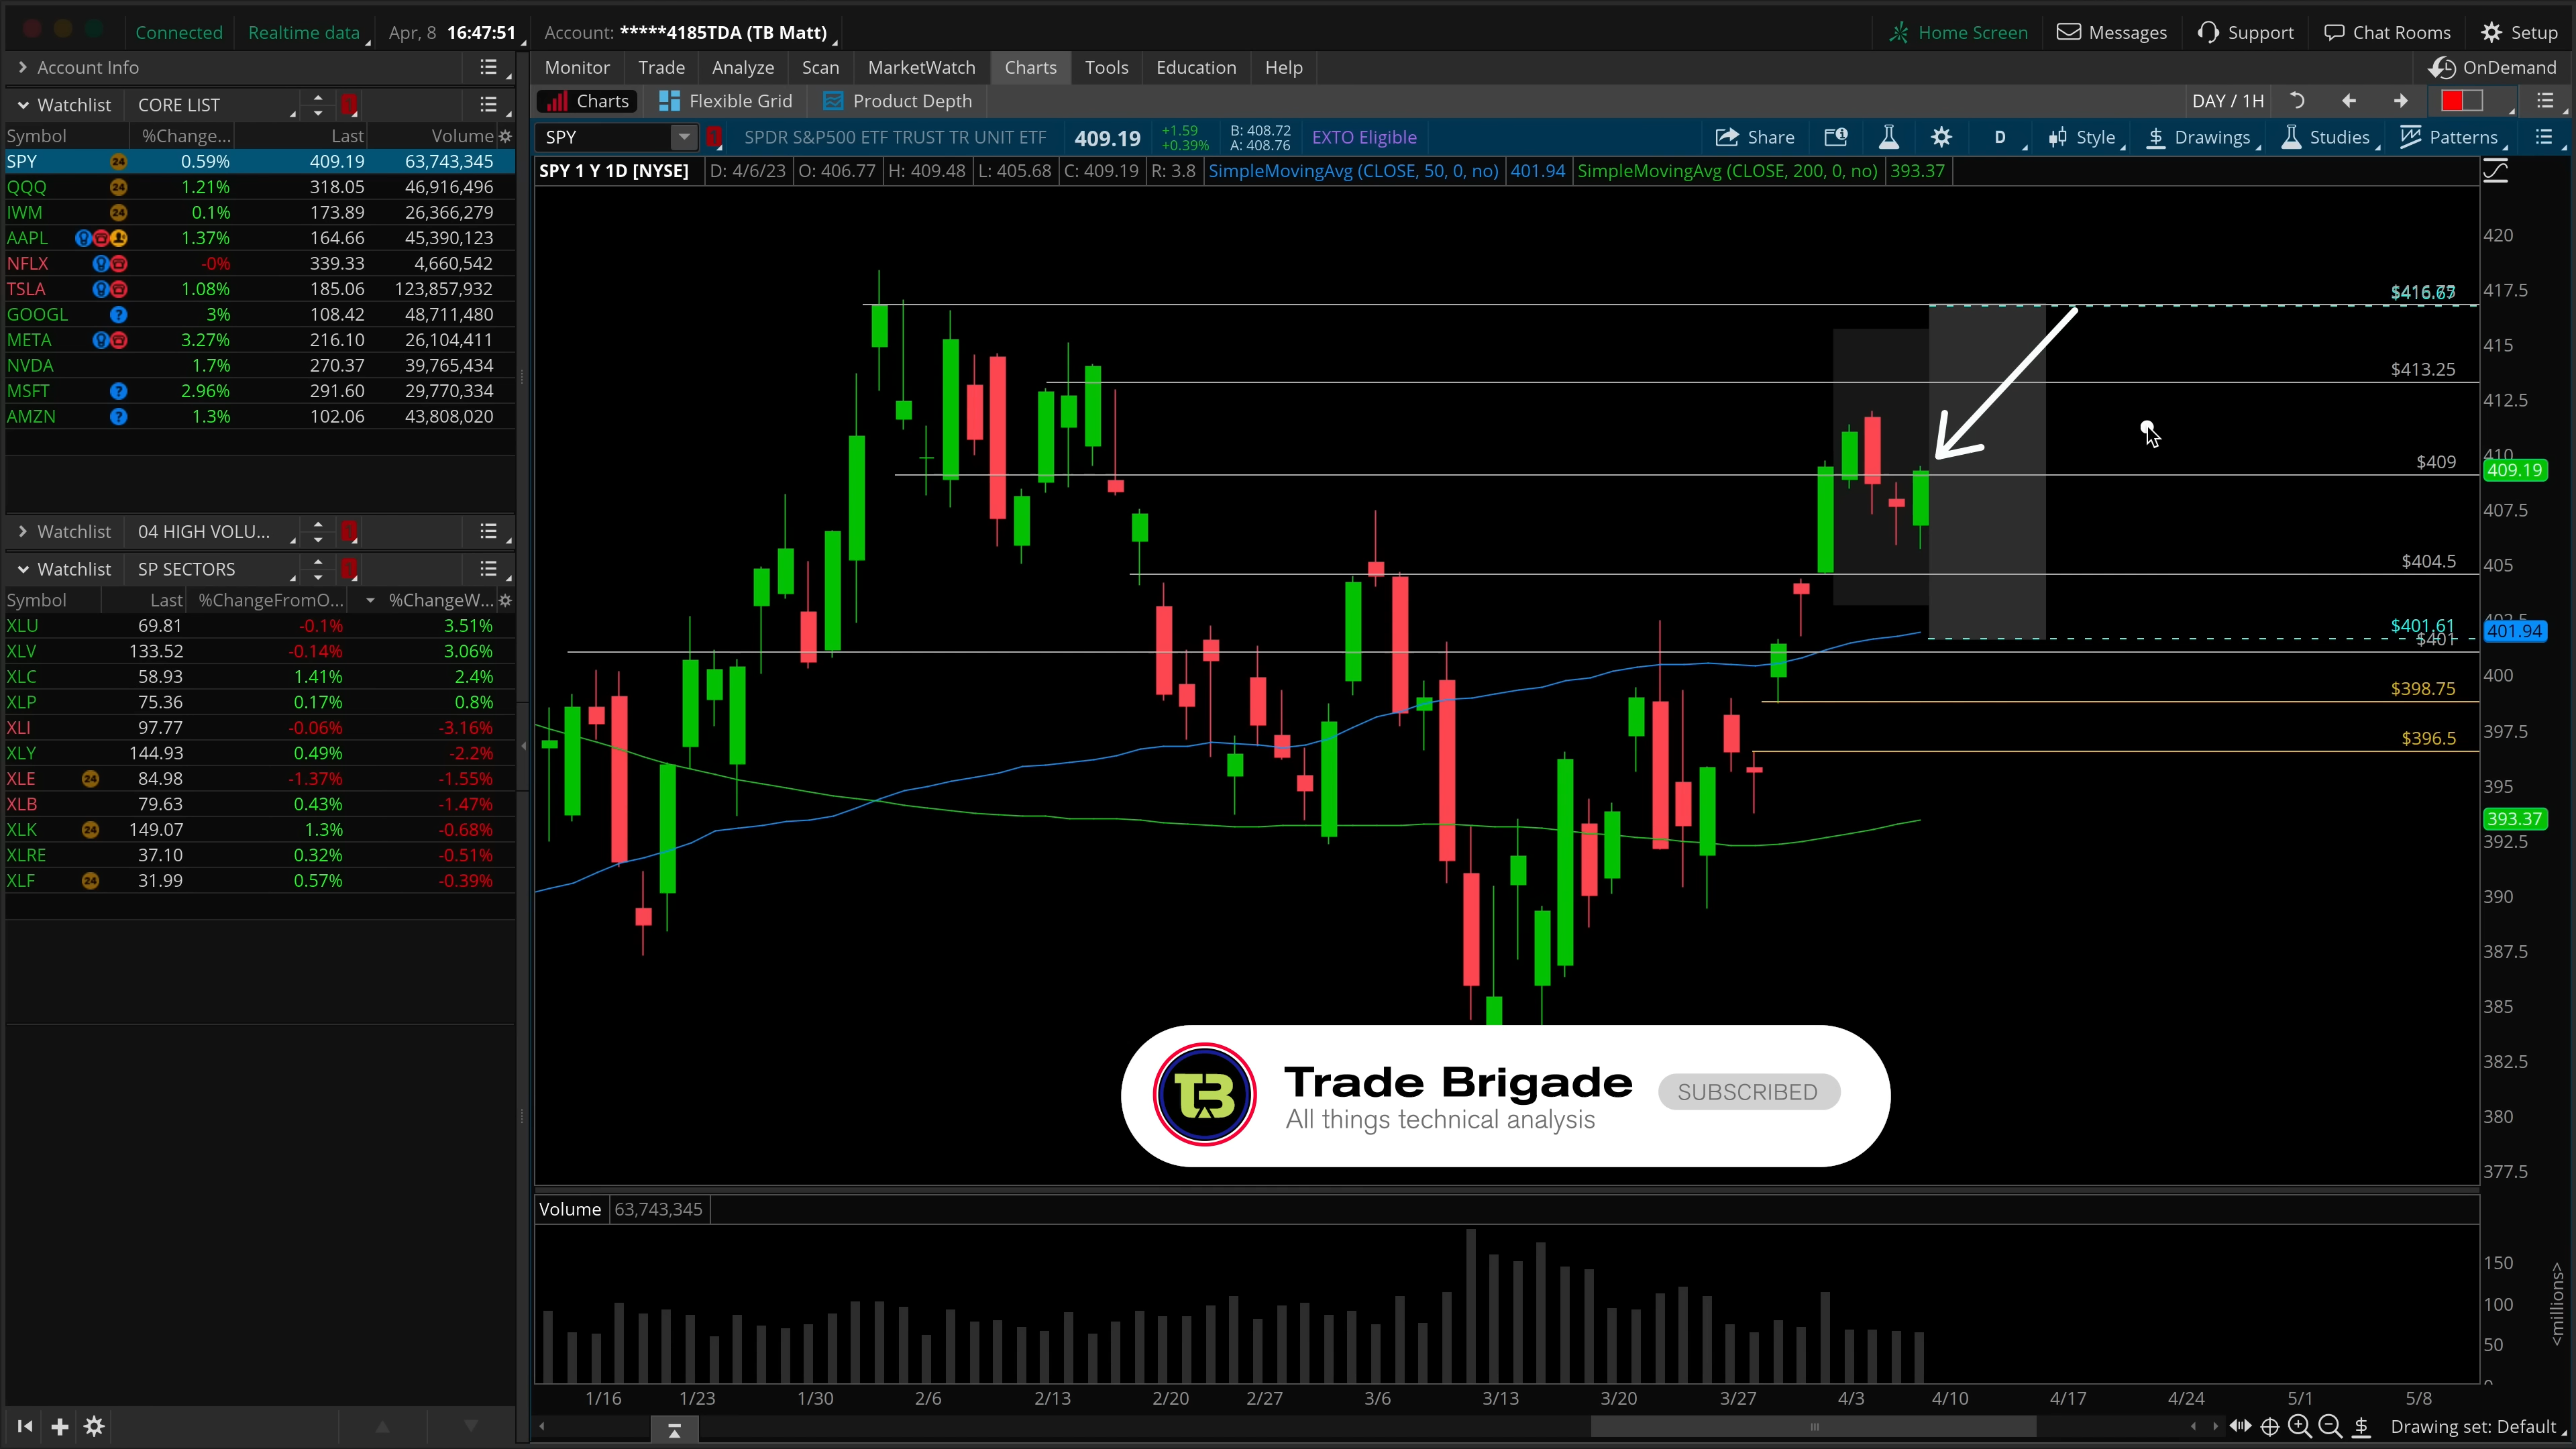 Connected Realtime data Apr, 8 16:47:51 Account: *****4185TDA (TB Matt) Home Screen Messages Support Chat Rooms Setup
Account Info Monitor Trade Analyze Scan MarketWatch Charts Tools Education Help OnDemand
Watchlist CORE LIST Charts Flexible Grid Product Depth DAY / 1H
Symbol %Change... Last Volume
SPY SPDR S&P500 ETF TRUST TR UNIT ETF 409.19 +1.59 B: 408.72 EXTO Eligible Share D Style Drawings Studies Patterns
+0.39% A: 408.76
SPY 24 0.59% 409.19 63,743,345
QQQ 24 1.21% 318.05 46,916,496
IWM 24 0.1% 173.89 26,366,279
AAPL 1.37% 164.66 45,390,123
NFLX -0% 339.33 4,660,542
TSLA 1.08% 185.06 123,857,932
GOOGL ? 3% 108.42 48,711,480
META 3.27% 216.10 26,104,411
NVDA 1.7% 270.37 39,765,434
MSFT ? 2.96% 291.60 29,770,334
AMZN ? 1.3% 102.06 43,808,020
Watchlist 04 HIGH VOLU...
Watchlist SP SECTORS
Symbol Last %ChangeFromO... %ChangeW...
XLU 69.81 -0.1% 3.51%
XLV 133.52 -0.14% 3.06%
XLC 58.93 1.41% 2.4%
XLP 75.36 0.17% 0.8%
XLI 97.77 -0.06% -3.16%
XLY 144.93 0.49% -2.2%
XLE 24 84.98 -1.37% -1.55%
XLB 79.63 0.43% -1.47%
XLK 24 149.07 1.3% -0.68%
XLRE 37.10 0.32% -0.51%
XLF 24 31.99 0.57% -0.39%
SPY 1 Y 1D [NYSE] D: 4/6/23 O: 406.77 H: 409.48 L: 405.68 C: 409.19 R: 3.8 SimpleMovingAvg (CLOSE, 50, 0, no) 401.94 SimpleMovingAvg (CLOSE, 200, 0, no) 393.37
420
417.5
415
$413.25
412.5
410
$409
409.19
407.5
$404.5
405
$401.61
401.94
$401
400
$398.75
397.5
$396.5
395
393.37
392.5
390
387.5
385
382.5
380
377.5
TB
Trade Brigade
All things technical analysis
SUBSCRIBED
Volume 63,743,345
150
100
50
<millions>
1/16 1/23 1/30 2/6 2/13 2/20 2/27 3/6 3/13 3/20 3/27 4/3 4/10 4/17 4/24 5/1 5/8
Drawing set: Default